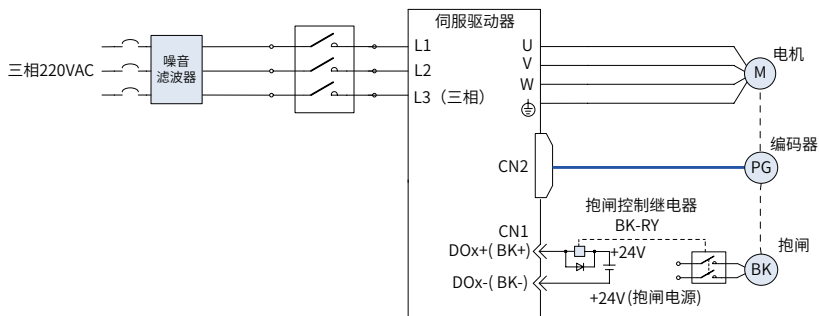 伺服驱动器
三相220VAC
噪音
滤波器
L1
L2
L3（三相）
U
V
W
电机
M
CN2
编码器
PG
抱闸控制继电器
BK-RY
CN1
DOx+( BK+)
+24V
抱闸
BK
DOx-( BK-)
+24V(抱闸电源)